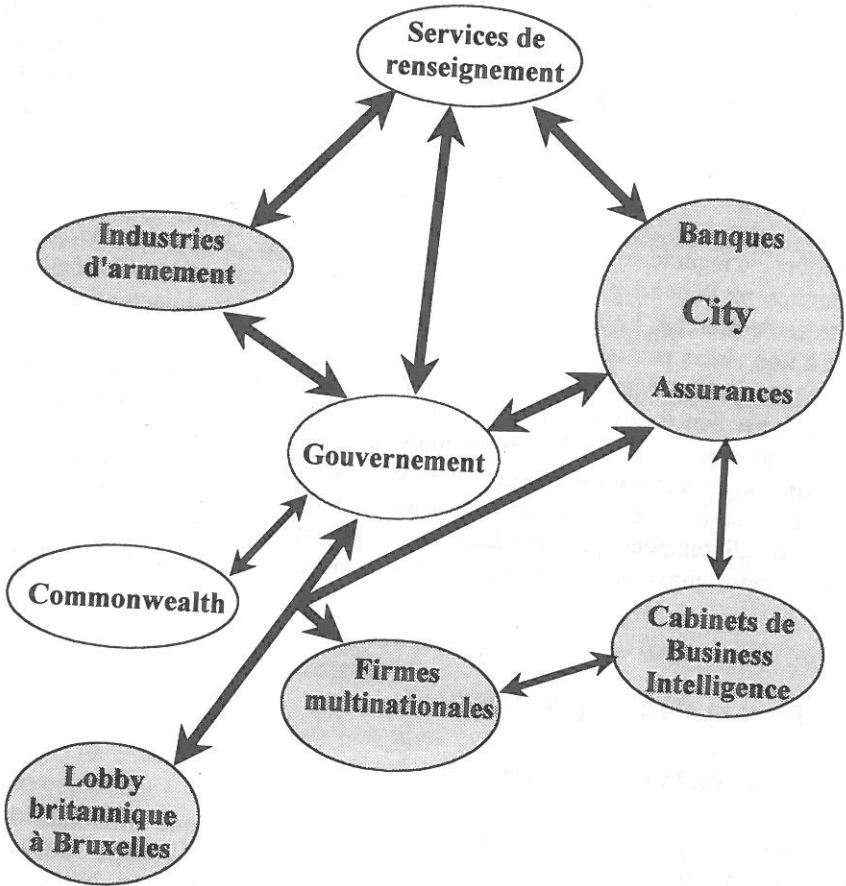 Services de
renseignement
Industries
d'armement
Banques
City
Assurances
Gouvernement
Commonwealth
Firmes
multinationales
Cabinets de
Business
Intelligence
Lobby
britannique
à Bruxelles